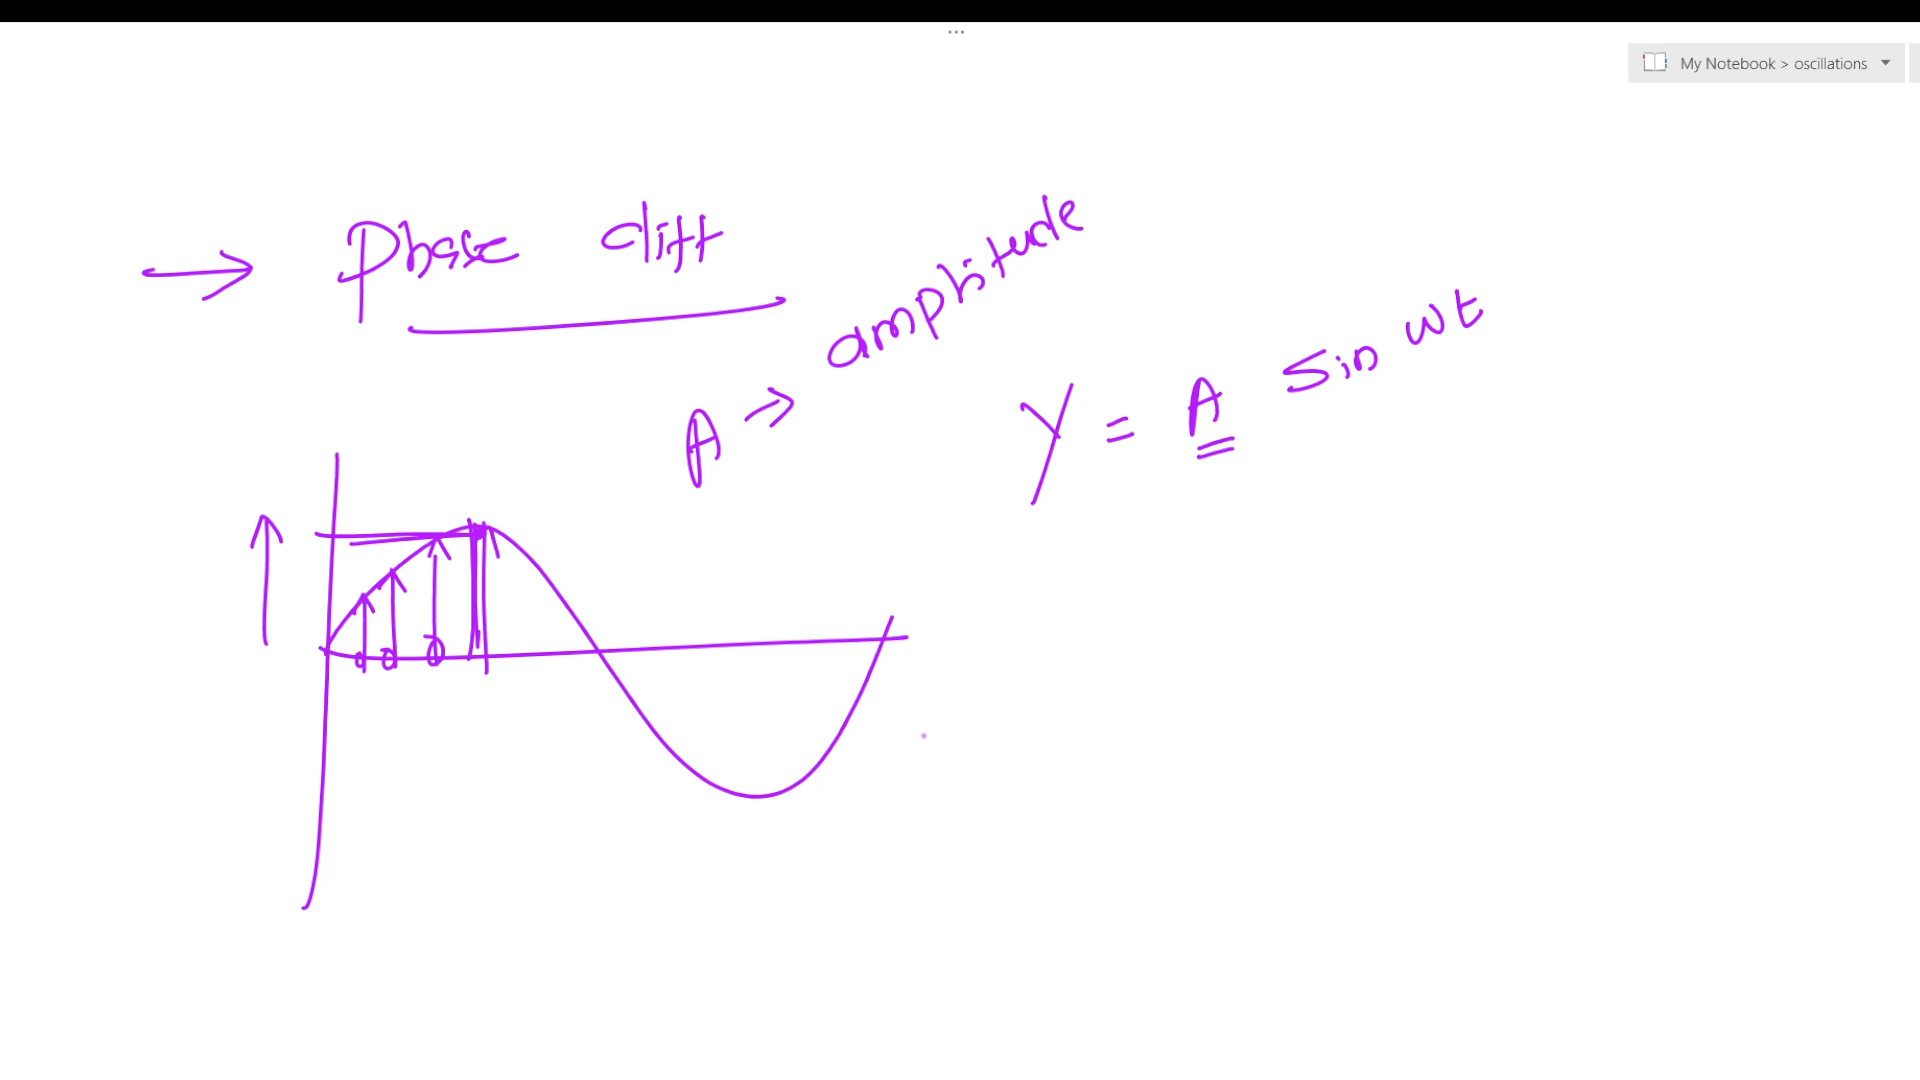 My Notebook > oscillations
→ Phase diff
A → amplitude
Y = A Sin wt